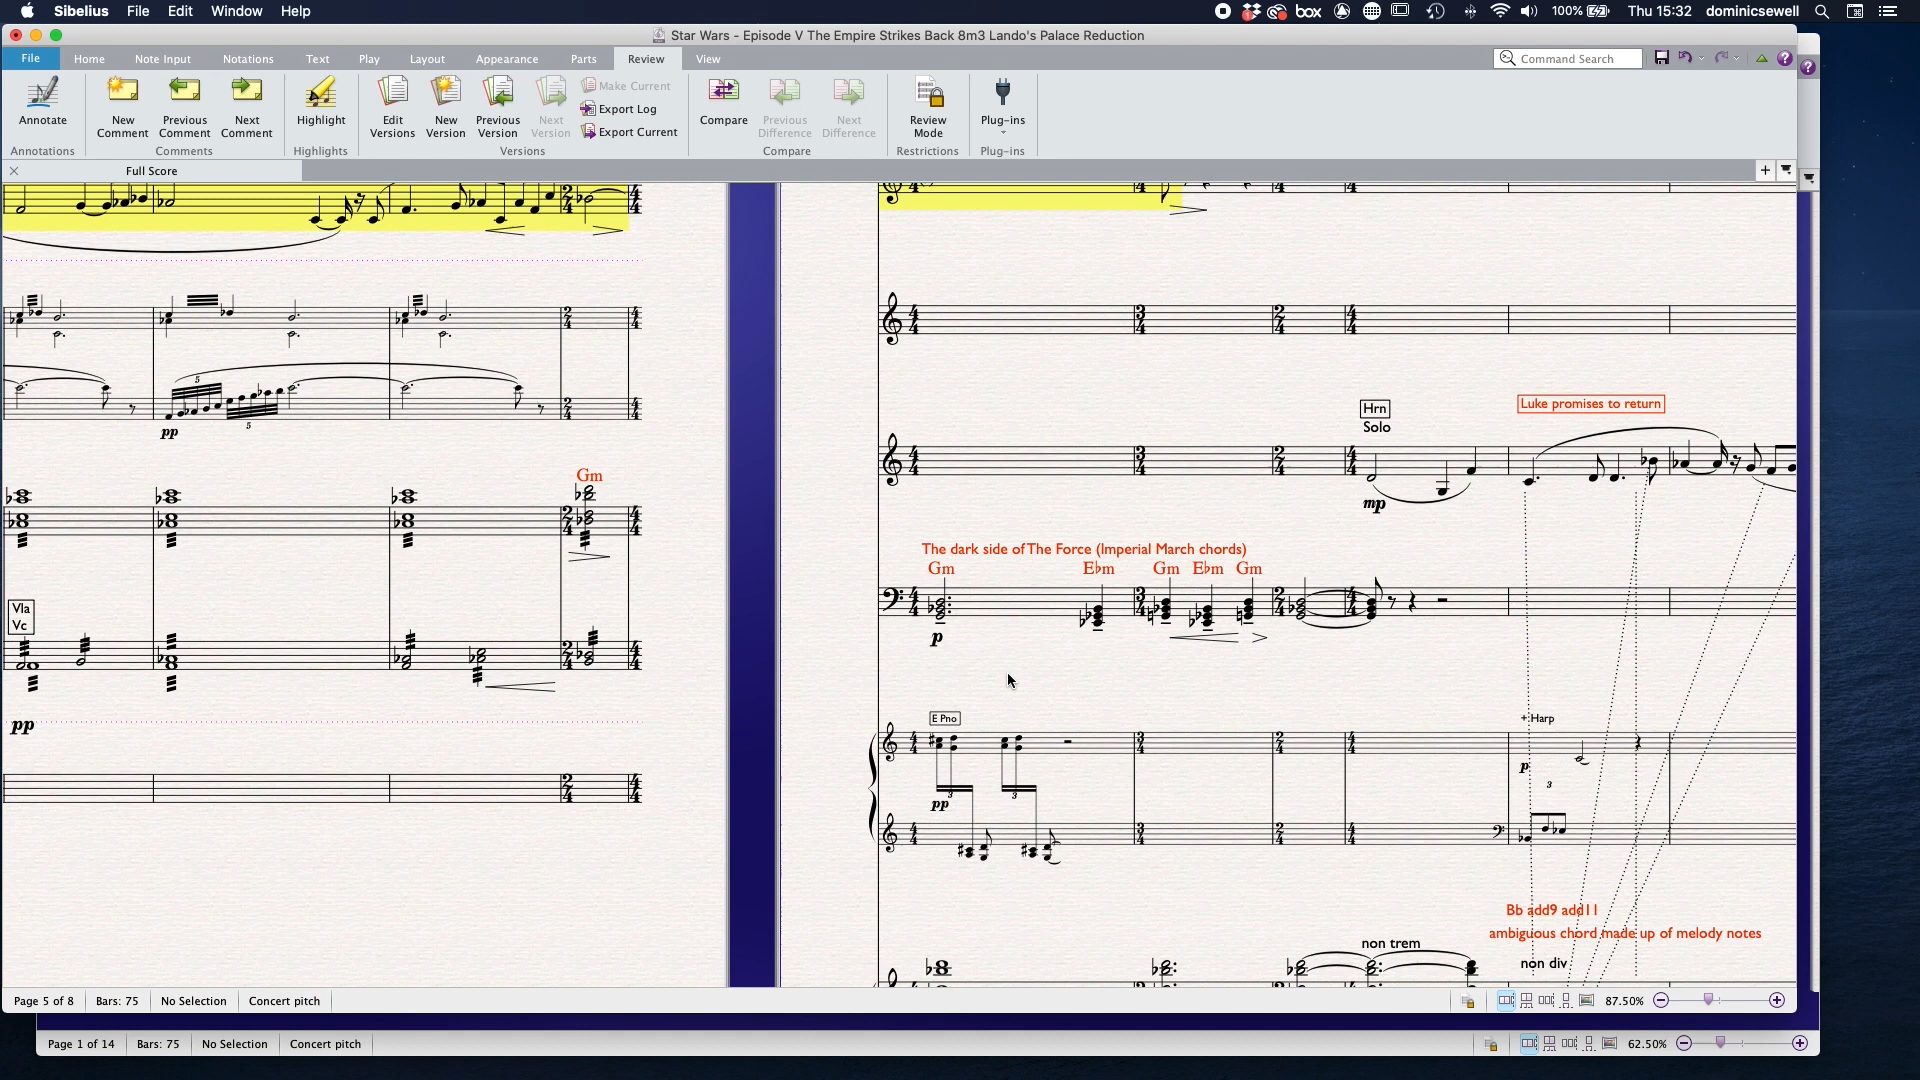 Sibelius File Edit Window Help
box 100% Thu 15:32 dominicsewell
Star Wars - Episode V The Empire Strikes Back 8m3 Lando's Palace Reduction
File Home Note Input Notations Text Play Layout Appearance Parts Review View
Command Search
Annotate
New Comment
Previous Comment
Next Comment
Highlight
Edit Versions
New Version
Previous Version
Next Version
Make Current
Export Log
Export Current
Compare
Previous Difference
Next Difference
Review Mode
Plug-ins
Annotations Comments Highlights Versions Compare Restrictions Plug-ins
Full Score
5
5
pp
Gm
Vla
Vc
pp
Hrn
Solo
Luke promises to return
mp
The dark side of The Force (Imperial March chords)
Gm Ebm Gm Ebm Gm
p
E Pno
3 3
pp
+ Harp
p
3
Bb add9 add11
ambiguous chord made up of melody notes
non trem
non div
Page 5 of 8 Bars: 75 No Selection Concert pitch 87.50%
Page 1 of 14 Bars: 75 No Selection Concert pitch 62.50%